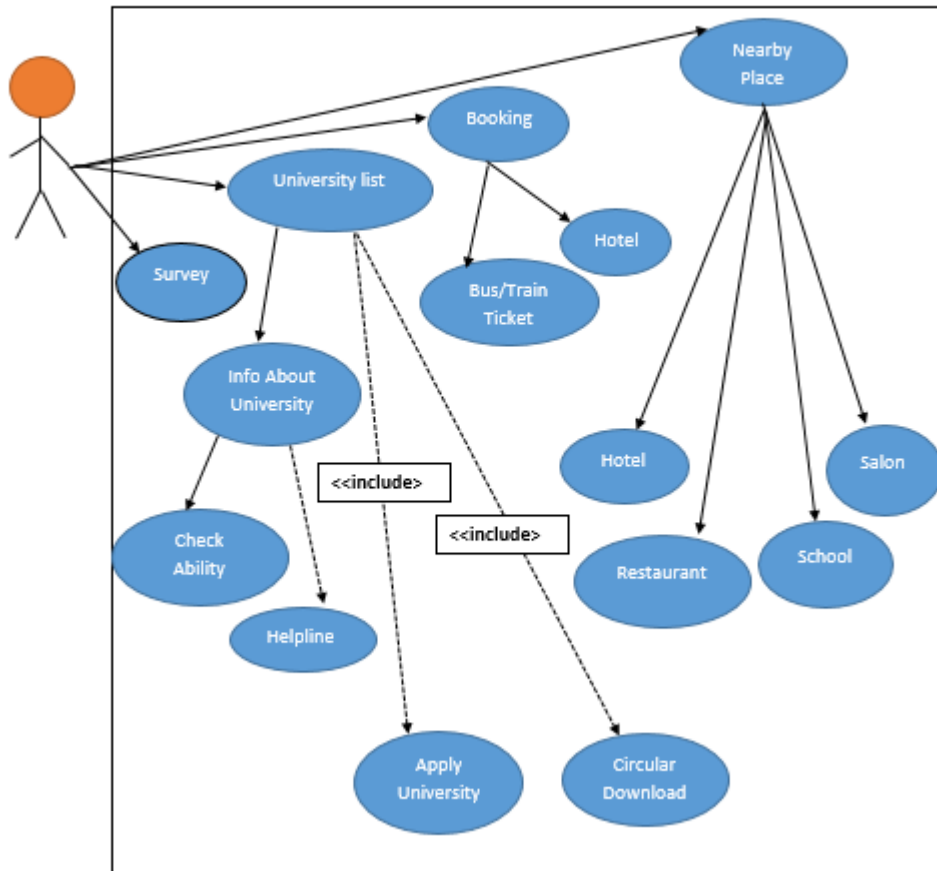 Nearby
Place
Booking
University list
Hotel
Survey
Bus/Train
Ticket
Info About
University
Hotel
Salon
<<include>
<<include>
Check
Ability
Restaurant
School
Helpline
Apply
University
Circular
Download